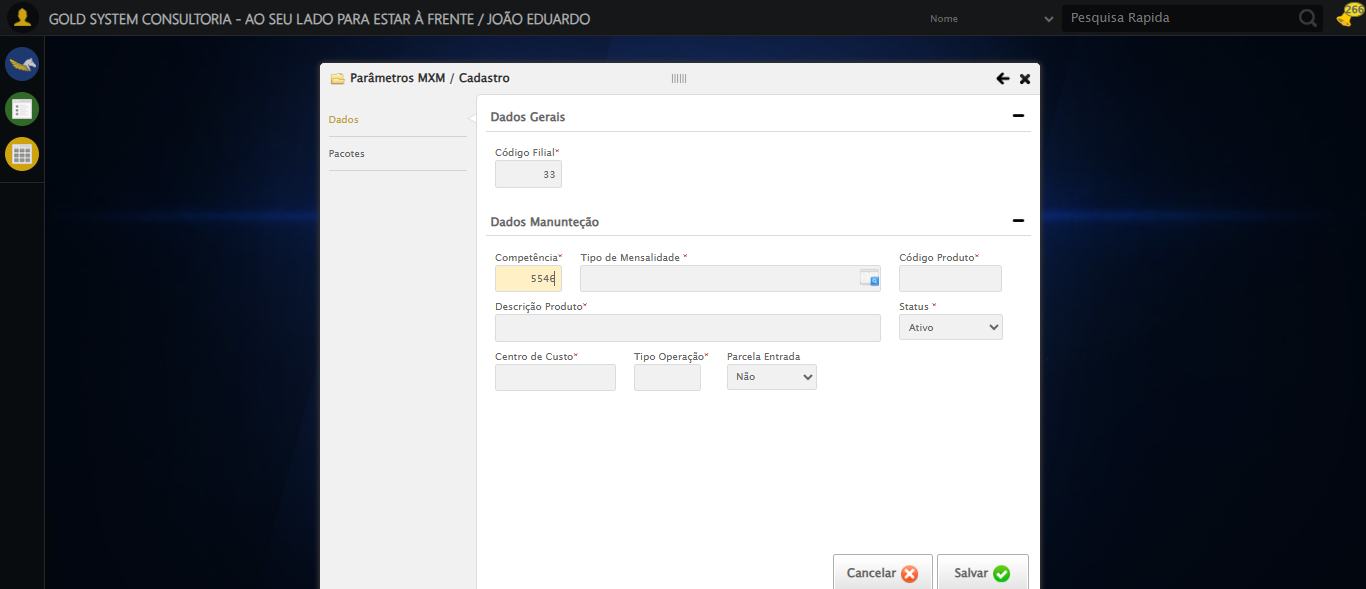 GOLD SYSTEM CONSULTORIA - AO SEU LADO PARA ESTAR À FRENTE / JOÃO EDUARDO
Nome
Pesquisa Rapida
266
Parâmetros MXM / Cadastro
Dados
Pacotes
Dados Gerais
Código Filial*
33
Dados Manunteção
Competência* Tipo de Mensalidade * Código Produto*
5546
Descrição Produto* Status *
Ativo
Centro de Custo* Tipo Operação* Parcela Entrada
Não
Cancelar Salvar